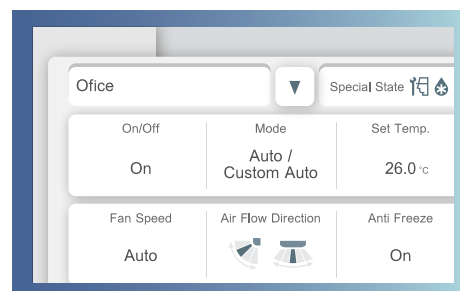 Ofice
Special State
On/Off
Mode
Set Temp.
On
Auto /
Custom Auto
26.0 °C
Fan Speed
Air Flow Direction
Anti Freeze
Auto
On